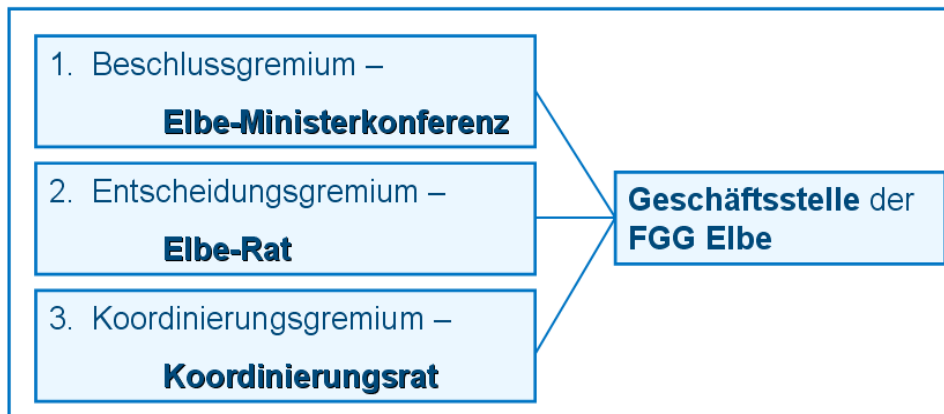 1. Beschlussgremium –
Elbe-Ministerkonferenz
2. Entscheidungsgremium –
Elbe-Rat
3. Koordinierungsgremium –
Koordinierungsrat
Geschäftsstelle der
FGG Elbe